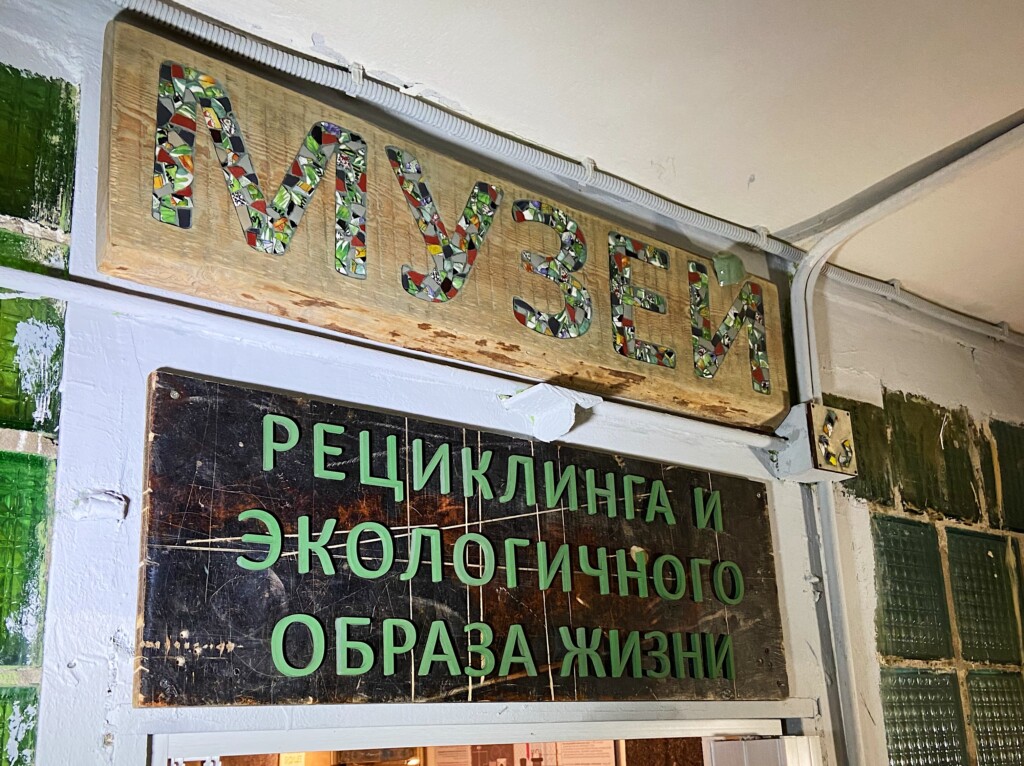 МУЗЕЙ
РЕЦИКЛИНГА И
ЭКОЛОГИЧНОГО
ОБРАЗА ЖИЗНИ